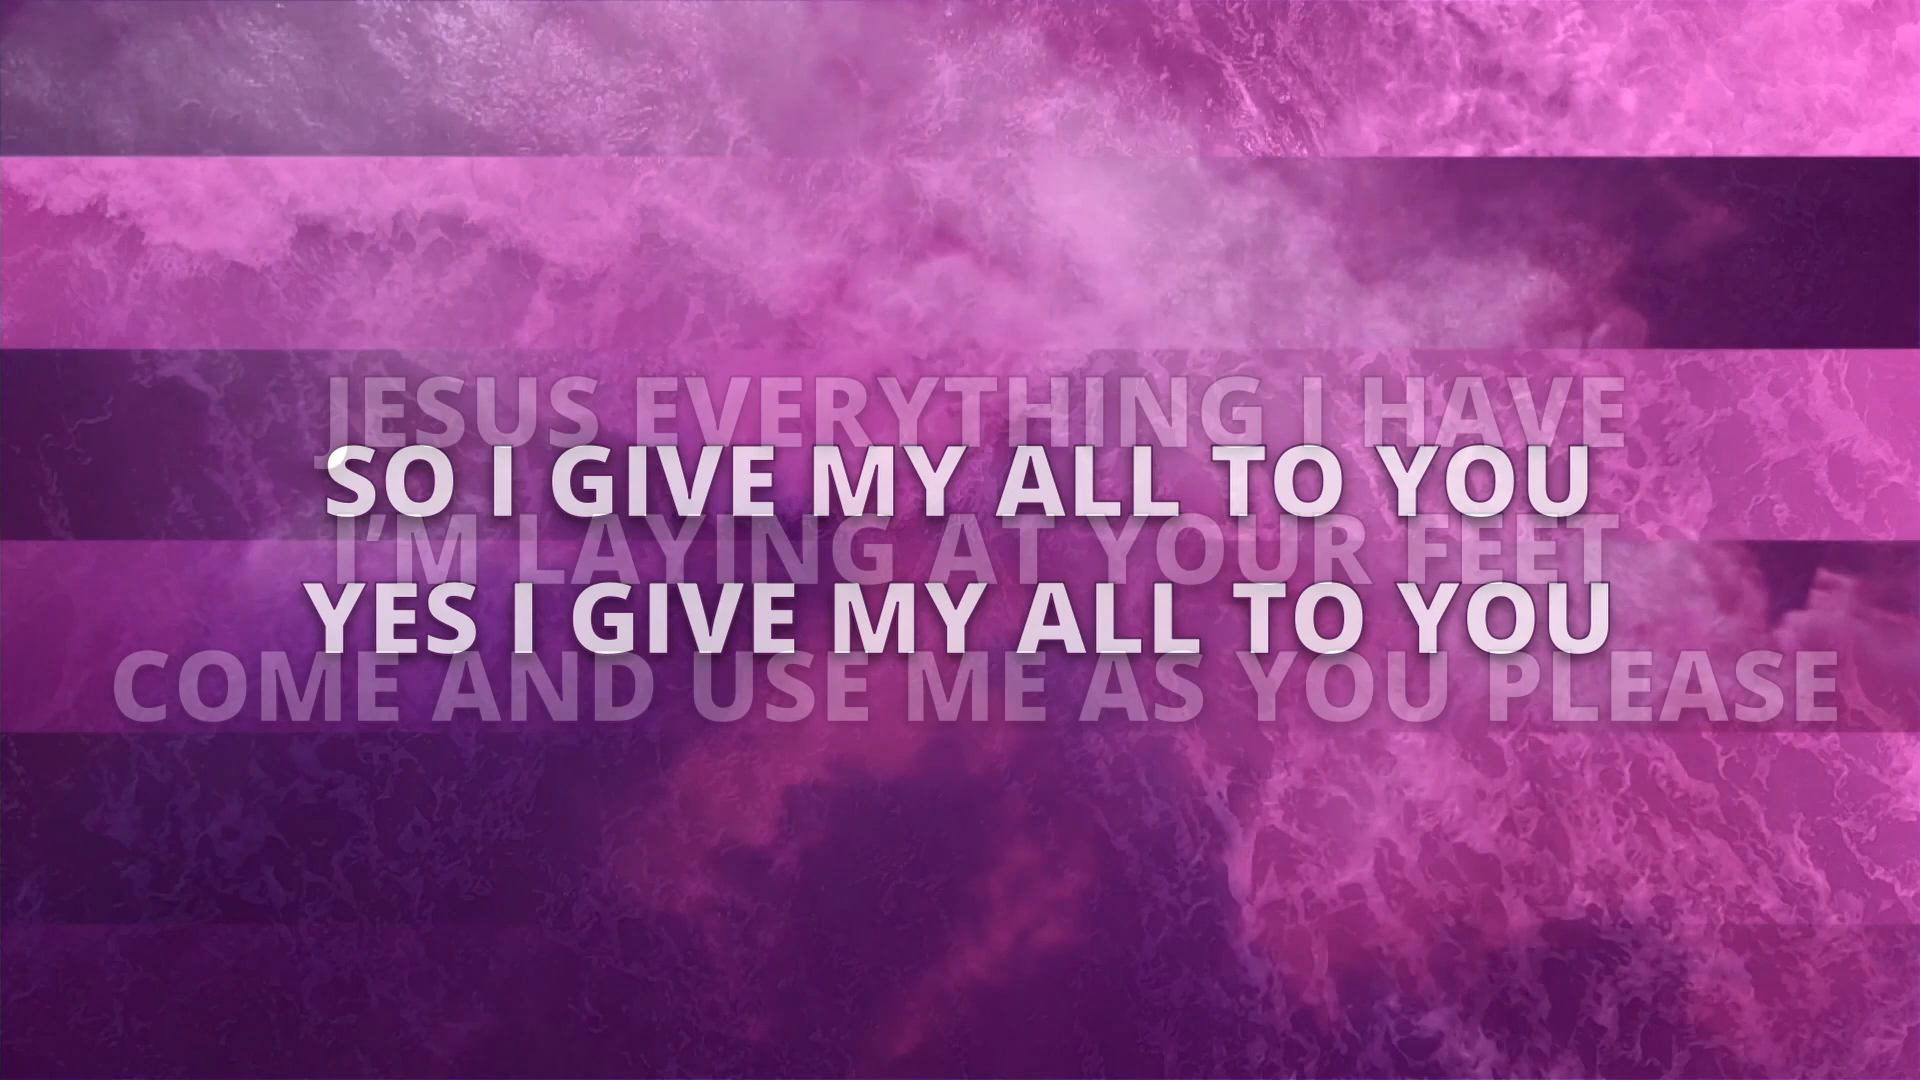 JESUS EVERYTHING I HAVE
SO I GIVE MY ALL TO YOU
I'M LAYING AT YOUR FEET
YES I GIVE MY ALL TO YOU
COME AND USE ME AS YOU PLEASE